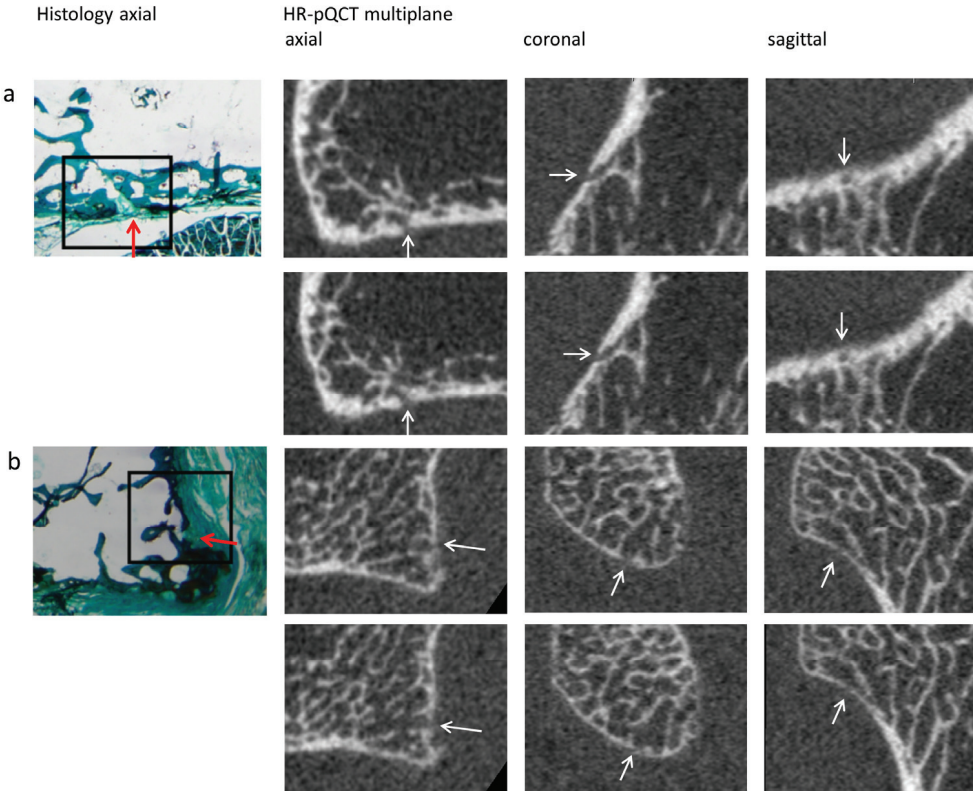 Histology axial
HR-pQCT multiplane
axial
coronal
sagittal
a
b